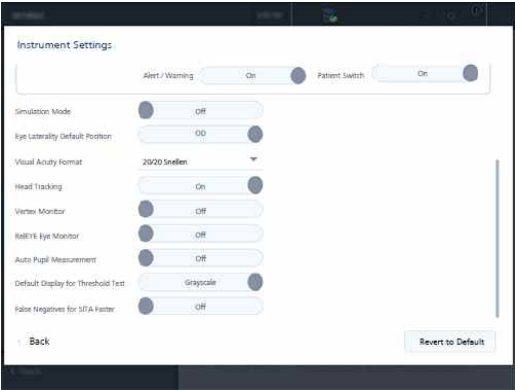 Instrument Settings
Alert / Warning On Patient Switch On
Simulation Mode Off
Eye Laterality Default Position OD
Visual Acuity Format 20/20 Snellen
Head Tracking On
Vertex Monitor Off
RelEYE Eye Monitor Off
Auto Pupil Measurement Off
Default Display for Threshold Test Grayscale
False Negatives for SITA Faster Off
Back Revert to Default